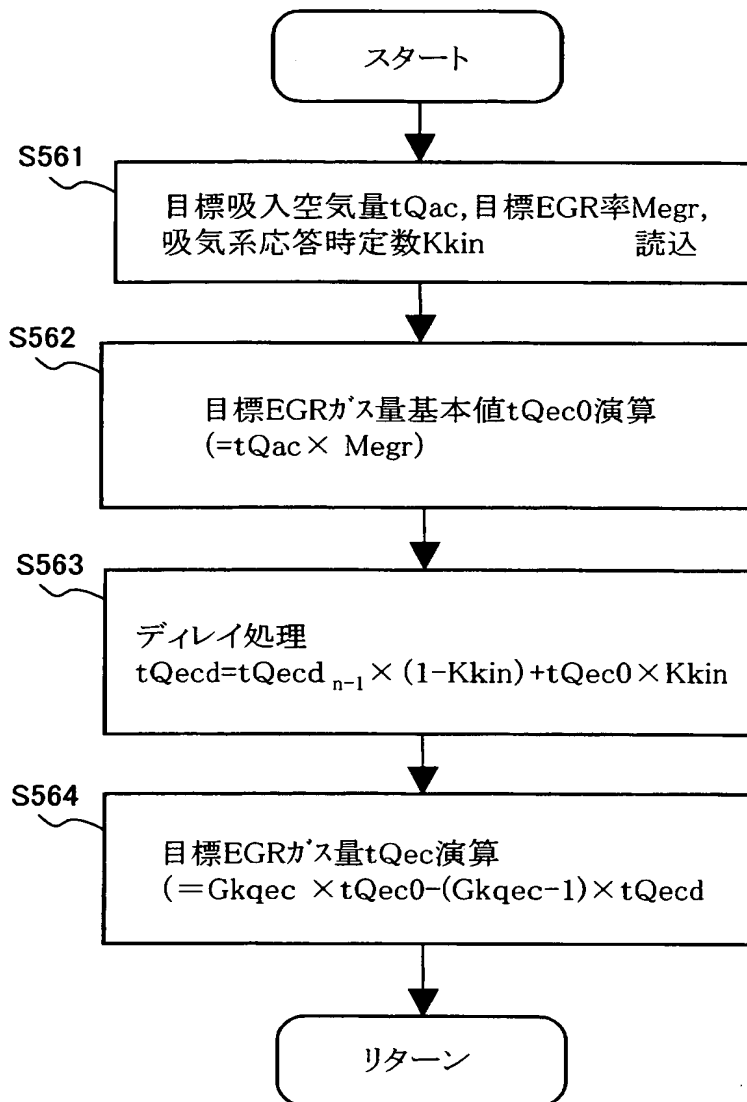 スタート
S561
目標吸入空気量tQac,目標EGR率Megr,
吸気系応答時定数Kkin 読込
S562
目標EGRガス量基本値tQec0演算
(=tQac× Megr)
S563
ディレイ処理
tQecd=tQecd n-1 ×(1-Kkin)+tQec0×Kkin
S564
目標EGRガス量tQec演算
(=Gkqec ×tQec0-(Gkqec-1)×tQecd
リターン